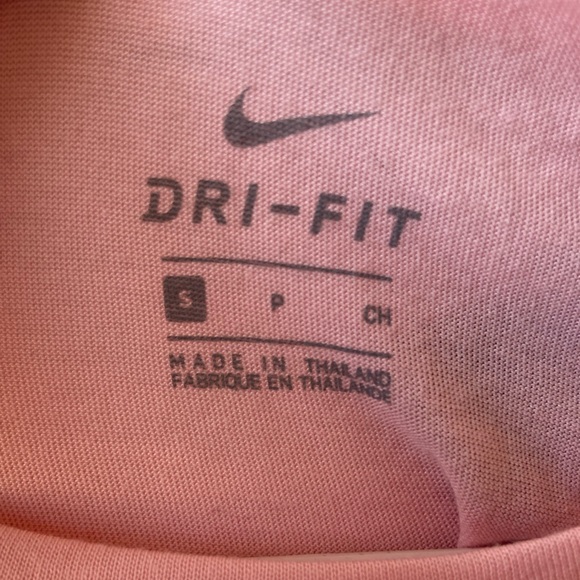 DRI-FIT
S P CH
MADE IN THAILAND
FABRIQUE EN THAILANDE